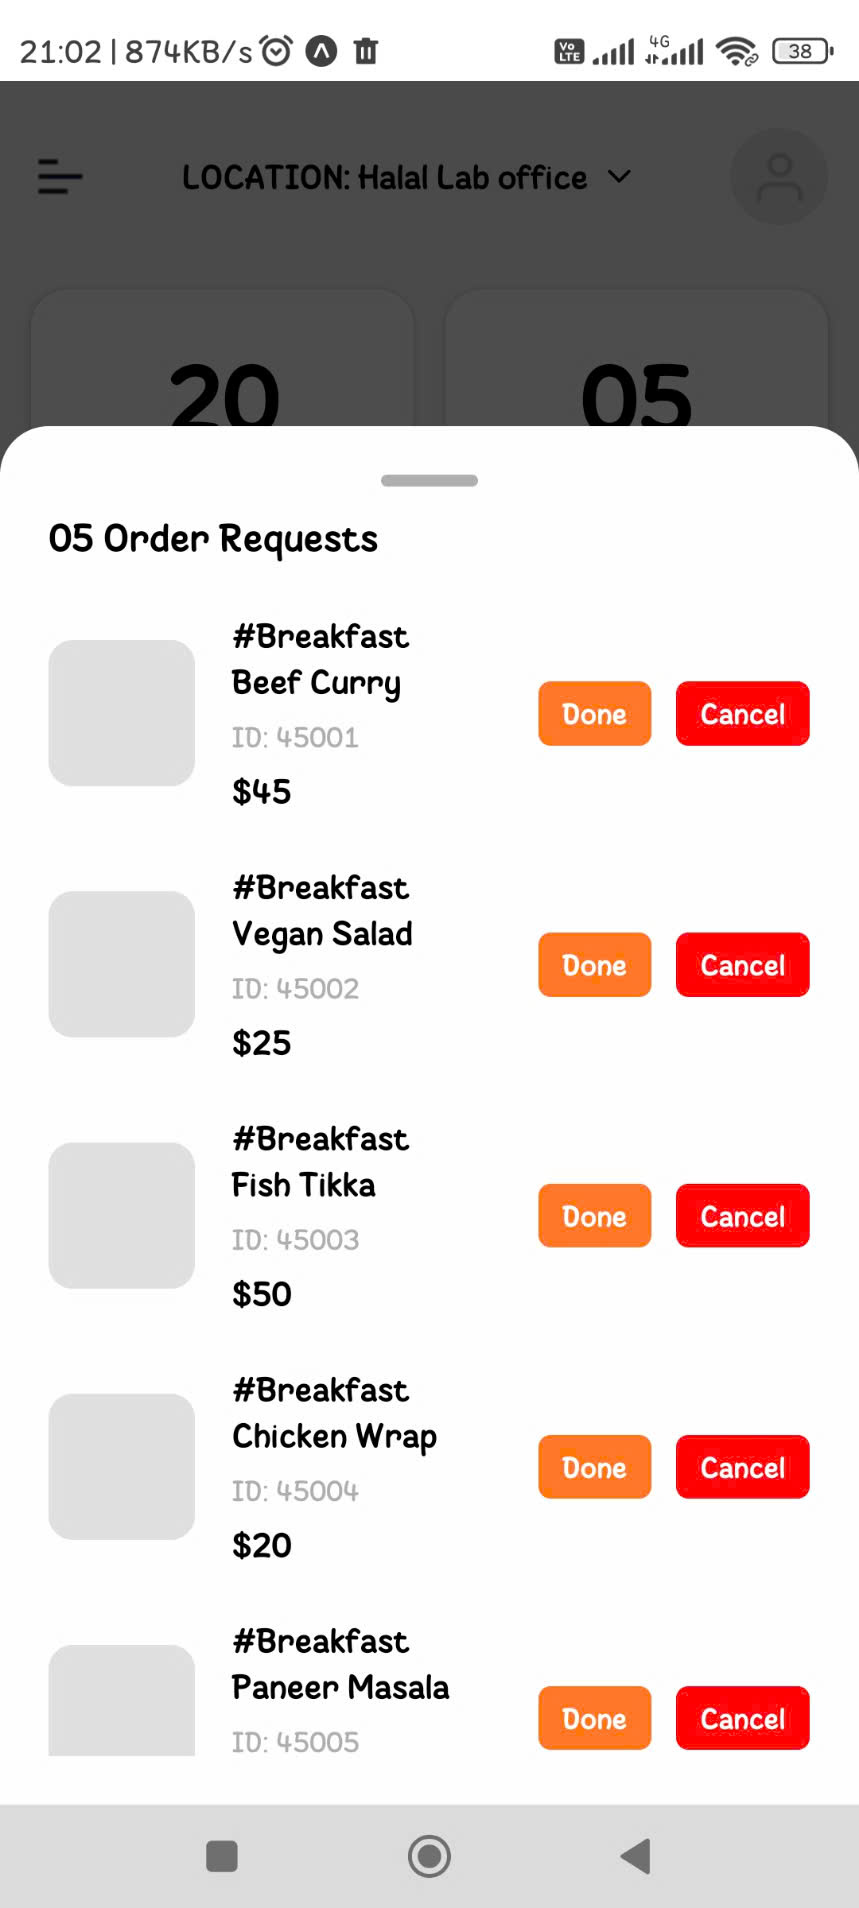 21:02 | 874KB/s
Vo LTE
4G
38
LOCATION: Halal Lab office
20
05
05 Order Requests
#Breakfast
Beef Curry
ID: 45001
$45
Done
Cancel
#Breakfast
Vegan Salad
ID: 45002
$25
Done
Cancel
#Breakfast
Fish Tikka
ID: 45003
$50
Done
Cancel
#Breakfast
Chicken Wrap
ID: 45004
$20
Done
Cancel
#Breakfast
Paneer Masala
ID: 45005
Done
Cancel